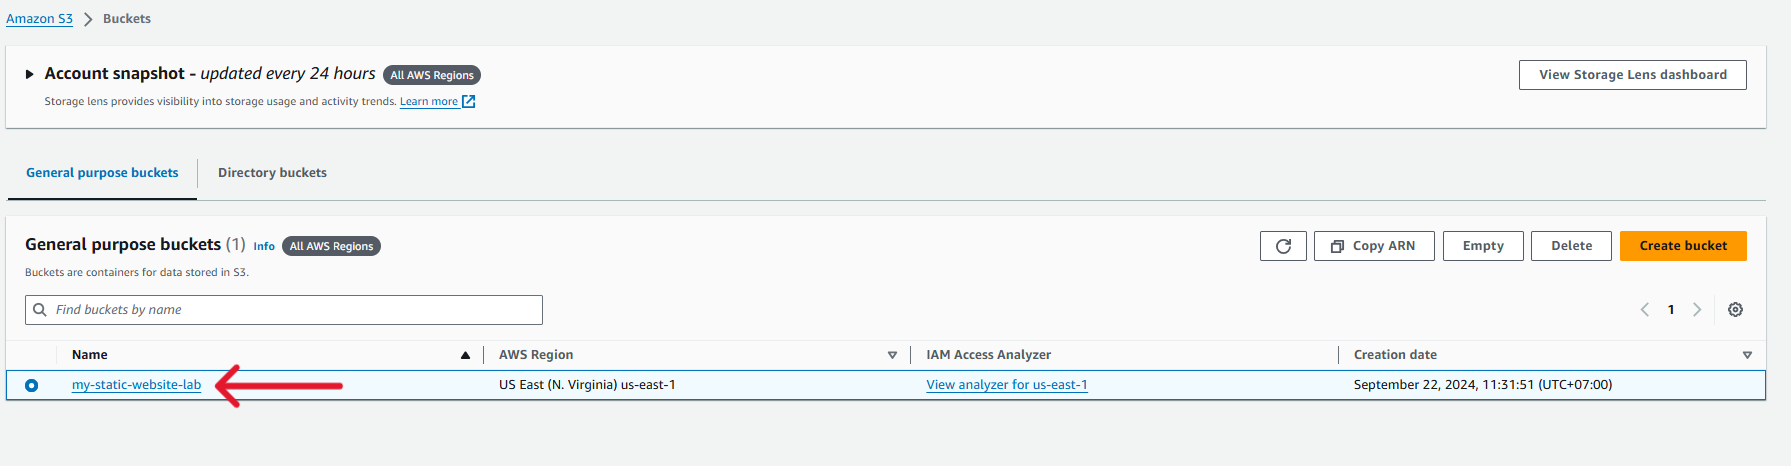 Amazon S3 > Buckets
Account snapshot - updated every 24 hours All AWS Regions
View Storage Lens dashboard
Storage lens provides visibility into storage usage and activity trends. Learn more
General purpose buckets Directory buckets
General purpose buckets (1) Info All AWS Regions
Copy ARN Empty Delete Create bucket
Buckets are containers for data stored in S3.
Find buckets by name
1
Name AWS Region IAM Access Analyzer Creation date
my-static-website-lab US East (N. Virginia) us-east-1 View analyzer for us-east-1 September 22, 2024, 11:31:51 (UTC+07:00)